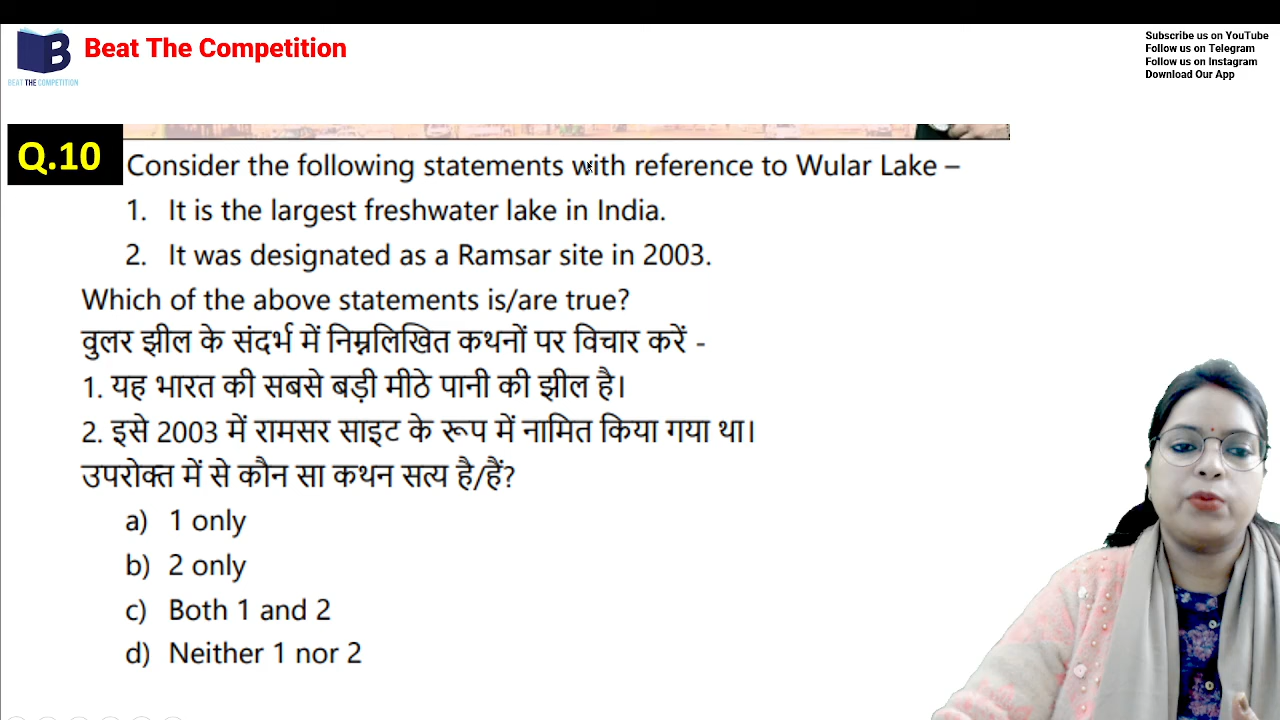 Beat The Competition
BEAT THE COMPETITION
Subscribe us on YouTube
Follow us on Telegram
Follow us on Instagram
Download Our App
Q.10
Consider the following statements with reference to Wular Lake –
1. It is the largest freshwater lake in India.
2. It was designated as a Ramsar site in 2003.
Which of the above statements is/are true?
वुलर झील के संदर्भ में निम्नलिखित कथनों पर विचार करें -
1. यह भारत की सबसे बड़ी मीठे पानी की झील है।
2. इसे 2003 में रामसर साइट के रूप में नामित किया गया था।
उपरोक्त में से कौन सा कथन सत्य है/हैं?
a) 1 only
b) 2 only
c) Both 1 and 2
d) Neither 1 nor 2